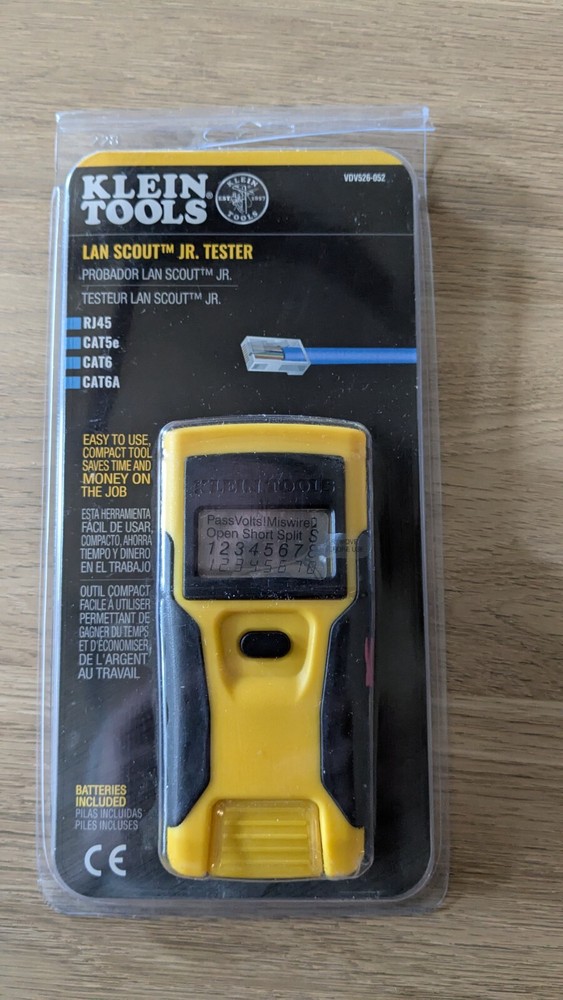 228
KLEIN
TOOLS®
KLEIN
EST 1857
TOOLS
VDV526-052
LAN SCOUT™ JR. TESTER
PROBADOR LAN SCOUT™ JR.
TESTEUR LAN SCOUT™ JR.
RJ45
CAT5e
CAT6
CAT6A
EASY TO USE,
COMPACT TOOL
SAVES TIME AND
MONEY ON
THE JOB
ESTA HERRAMIENTA
FÁCIL DE USAR,
COMPACTO, AHORRA
TIEMPO Y DINERO
EN EL TRABAJO
OUTIL COMPACT
FACILE À UTILISER
PERMETTANT DE
GAGNER DU TEMPS
ET D'ÉCONOMISER
DE L'ARGENT
AU TRAVAIL
KLEIN TOOLS
PassVolts!Miswired
Open Short Split S
12345678
12345678
BATTERIES
INCLUDED
PILAS INCLUIDAS
PILES INCLUSES
CE